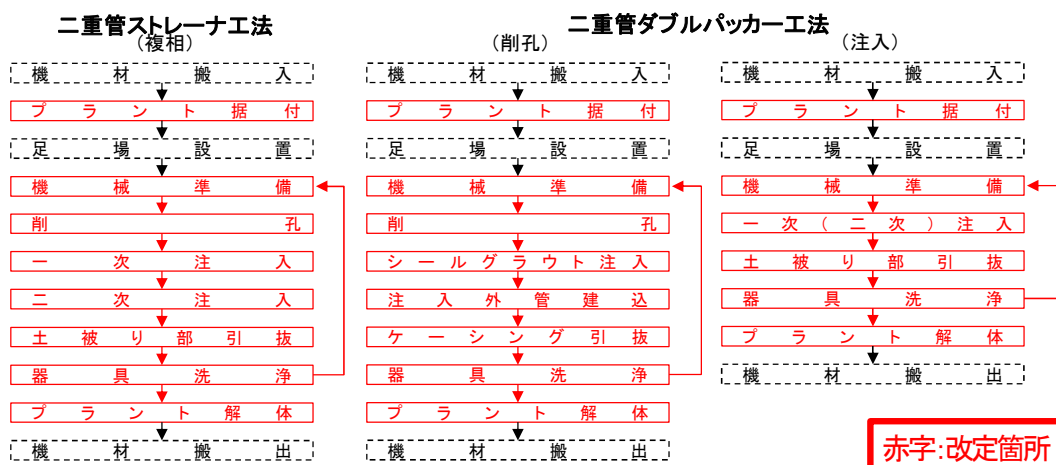 二重管ストレーナ工法
(複相)
機材搬入
プラント据付
足場設置
機械準備
削孔
一次注入
二次注入
土被り部引抜
器具洗浄
プラント解体
機材搬出
二重管ダブルパッカー工法
(削孔)
機材搬入
プラント据付
足場設置
機械準備
削孔
シールグラウト注入
注入外管建込
ケーシング引抜
器具洗浄
プラント解体
機材搬出
(注入)
機材搬入
プラント据付
足場設置
機械準備
一次(二次)注入
土被り部引抜
器具洗浄
プラント解体
機材搬出
赤字:改定箇所